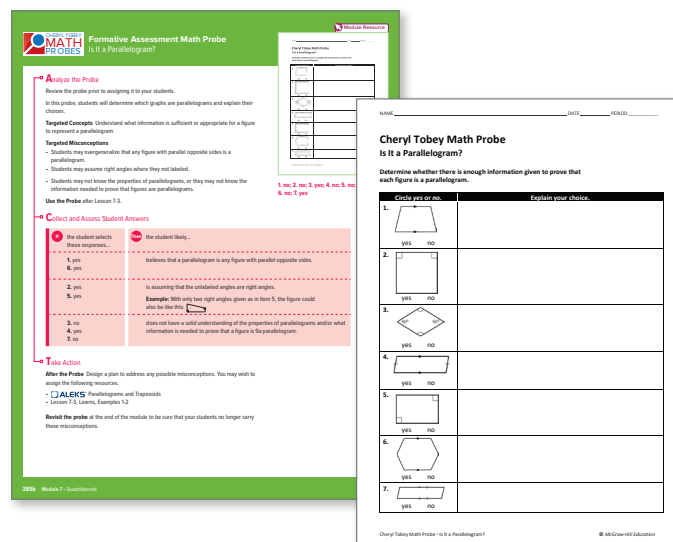 CHERYL TOBEY
MATH
PROBES
Formative Assessment Math Probe
Is It a Parallelogram?
Module Resource
Cheryl Tobey Math Probe
Is It a Parallelogram?
1. no; 2. no; 3. yes; 4. no; 5. no;
6. no; 7. yes
Analyze the Probe
Review the probe prior to assigning it to your students.
In this probe, students will determine which graphs are parallelograms and explain their
choices.
Targeted Concepts Understand what information is sufficient or appropriate for a figure
to represent a parallelogram.
Targeted Misconceptions
• Students may overgeneralize that any figure with parallel opposite sides is a
parallelogram.
• Students may assume right angles where they not labeled.
• Students may not know the properties of parallelograms, or they may not know the
information needed to prove that figures are parallelograms.
Use the Probe after Lesson 7-3.
Collect and Assess Student Answers
If the student selects
these responses...
Then the student likely...
1. yes
6. yes
believes that a parallelogram is any figure with parallel opposite sides.
2. yes
5. yes
is assuming that the unlabeled angles are right angles.
Example: With only two right angles given as in Item 5, the figure could
also be like this:
3. no
4. yes
7. no
does not have a solid understanding of the properties of parallelograms and/or what
information is needed to prove that a figure is 9a parallelogram.
Take Action
After the Probe Design a plan to address any possible misconceptions. You may wish to
assign the following resources.
• ALEKS Parallelograms and Trapezoids
• Lesson 7-3, Learns, Examples 1-2
Revisit the probe at the end of the module to be sure that your students no longer carry
these misconceptions.
385b Module 7 • Quadrilaterals
NAME DATE PERIOD
Cheryl Tobey Math Probe
Is It a Parallelogram?
Determine whether there is enough information given to prove that
each figure is a parallelogram.
Circle yes or no. Explain your choice.
1.
yes no
2.
yes no
3.
60° 60°
yes no
4.
yes no
5.
yes no
6.
yes no
7.
yes no
Cheryl Tobey Math Probe - Is It a Parallelogram? © McGraw-Hill Education